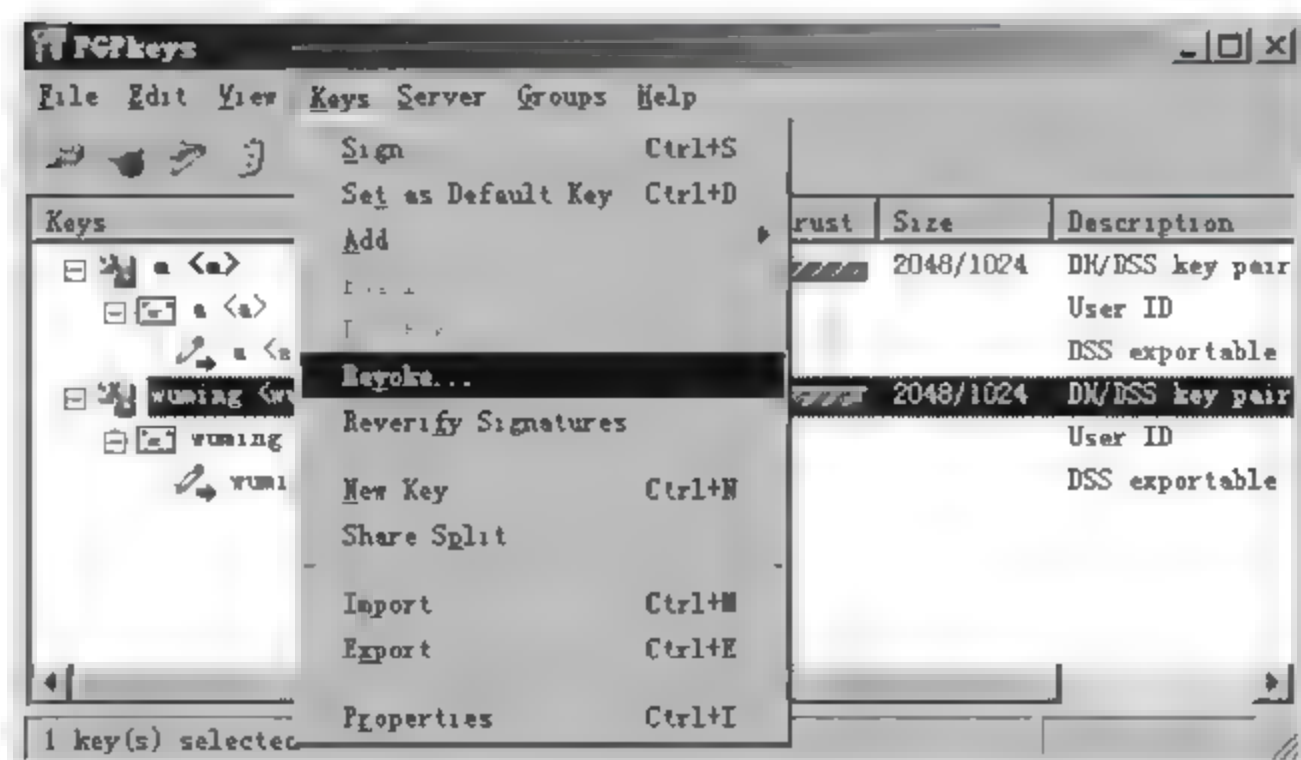 PGPkeys
File Edit View Keys Server Groups Help
Sign Ctrl+S
Set as Default Key Ctrl+D
Add
Revoke...
Reverify Signatures
New Key Ctrl+N
Share Split
Import Ctrl+M
Export Ctrl+E
Properties Ctrl+I
Keys rust Size Description
a <a> 2048/1024 DH/DSS key pair
a <a> User ID
a <a DSS exportable
wuming <wu 2048/1024 DH/DSS key pair
wuming User ID
wumi DSS exportable
1 key(s) selected